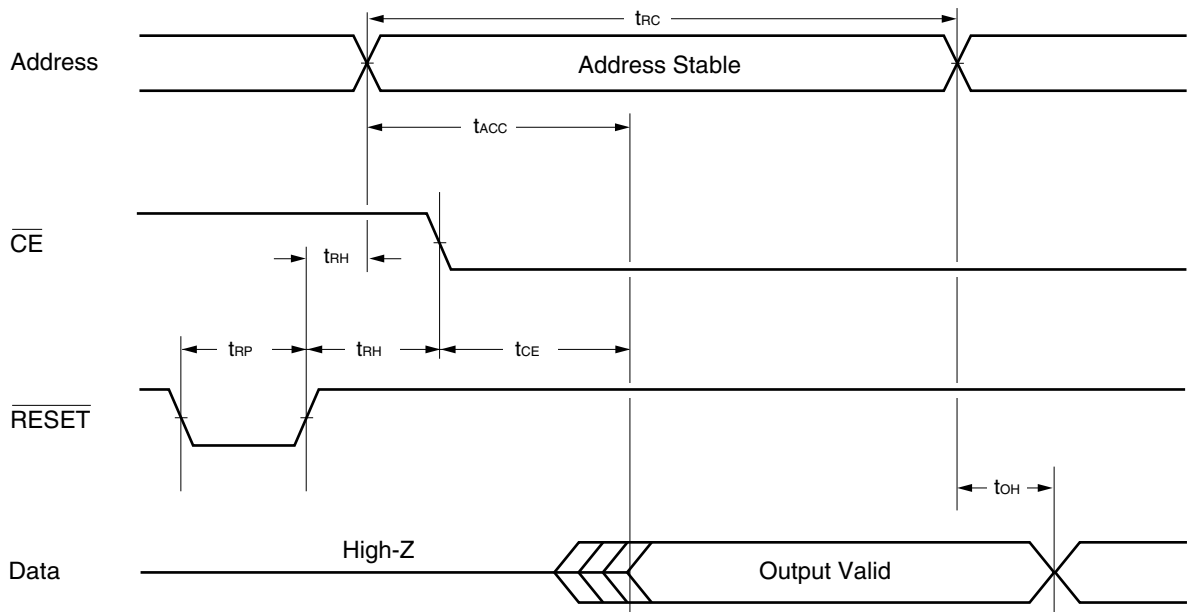 tRC
Address
Address Stable
tACC
CE
tRH
tRP
tRH
tCE
RESET
tOH
High-Z
Data
Output Valid